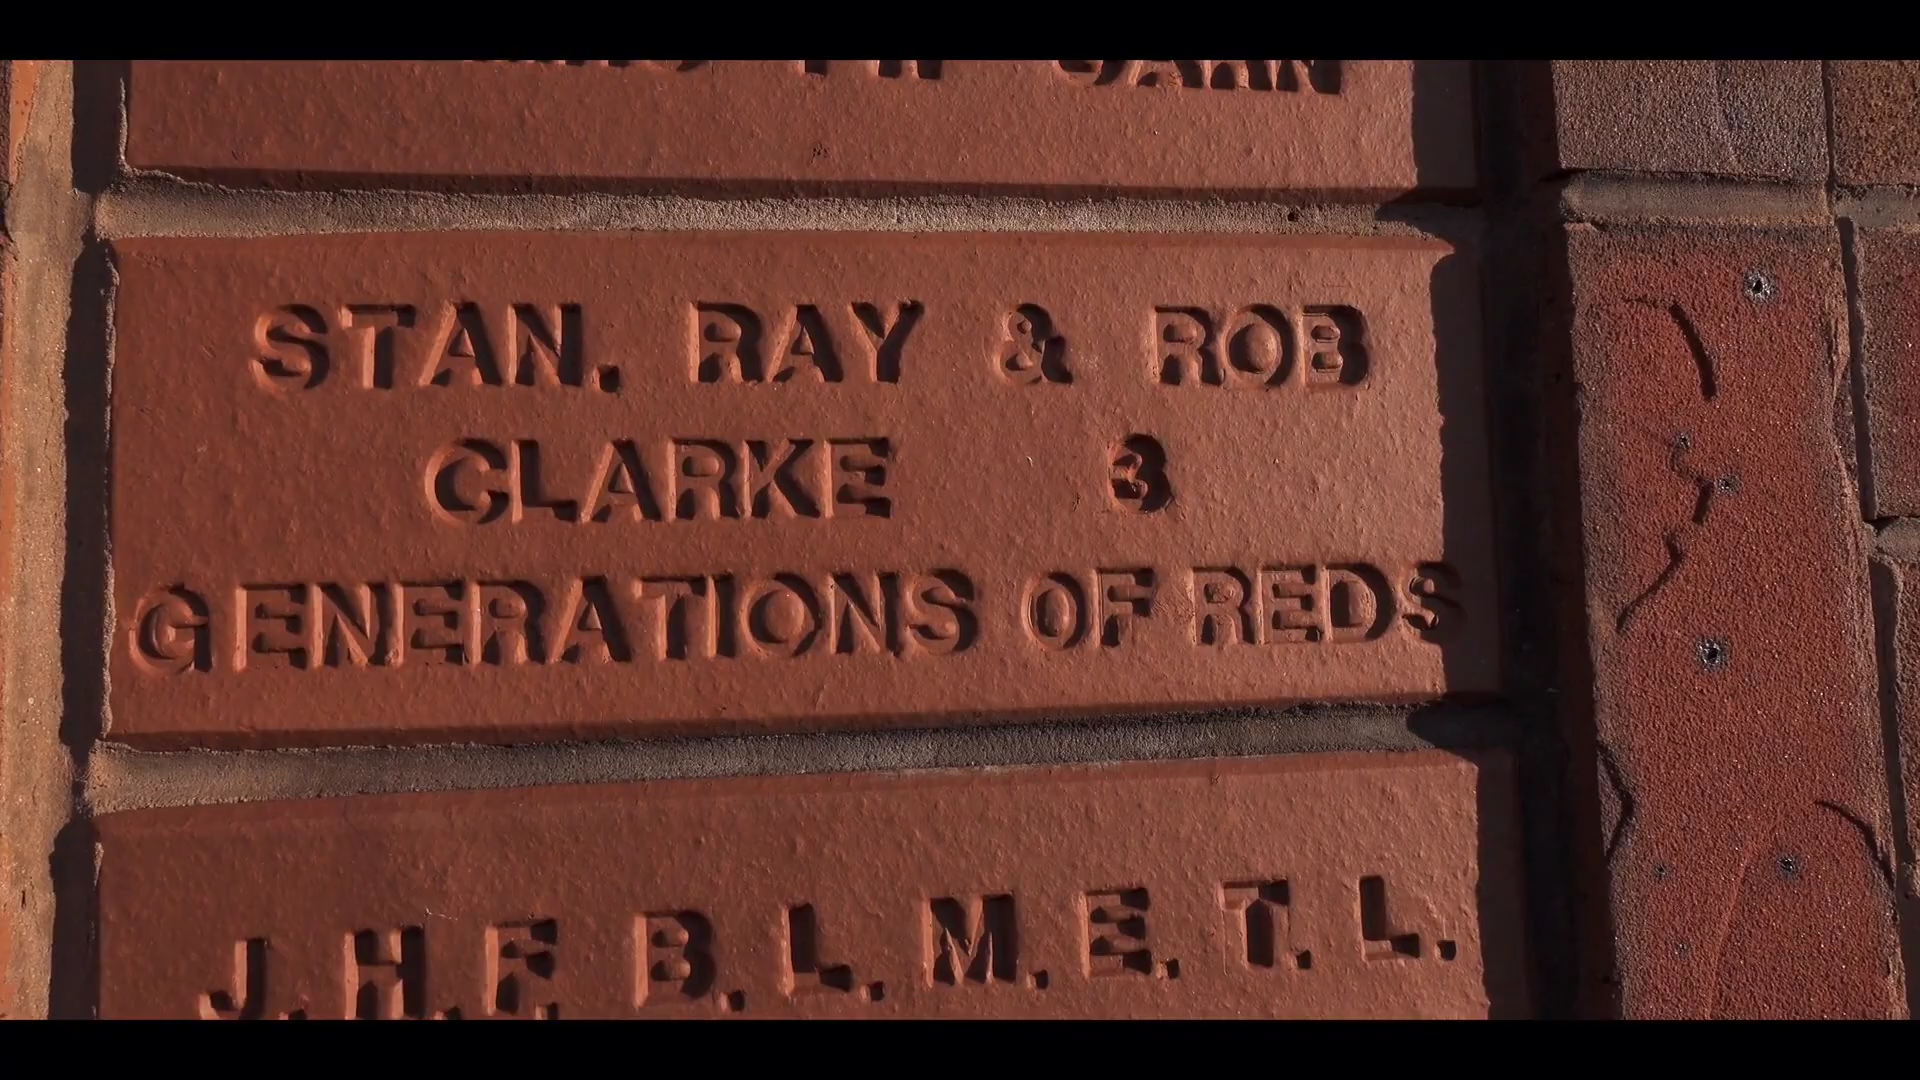 STAN. RAY & ROB
CLARKE 3
GENERATIONS OF REDS
J.H.F. B.L.M.E.T.L.